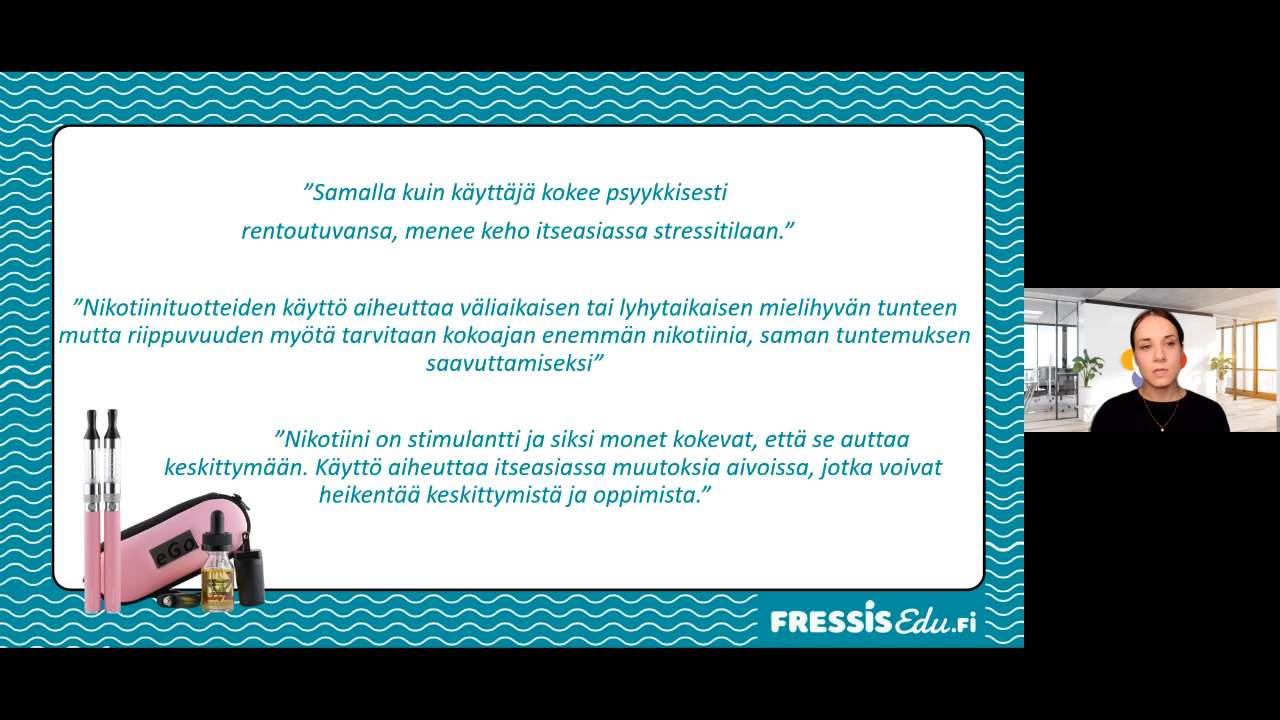 ”Samalla kuin käyttäjä kokee psyykkisesti
rentoutuvansa, menee keho itseasiassa stressitilaan.”
”Nikotiinituotteiden käyttö aiheuttaa väliaikaisen tai lyhytaikaisen mielihyvän tunteen
mutta riippuvuuden myötä tarvitaan kokoajan enemmän nikotiinia, saman tuntemuksen
saavuttamiseksi”
”Nikotiini on stimulantti ja siksi monet kokevat, että se auttaa
keskittymään. Käyttö aiheuttaa itseasiassa muutoksia aivoissa, jotka voivat
heikentää keskittymistä ja oppimista.”
eGo
FRESSIS Edu.Fi